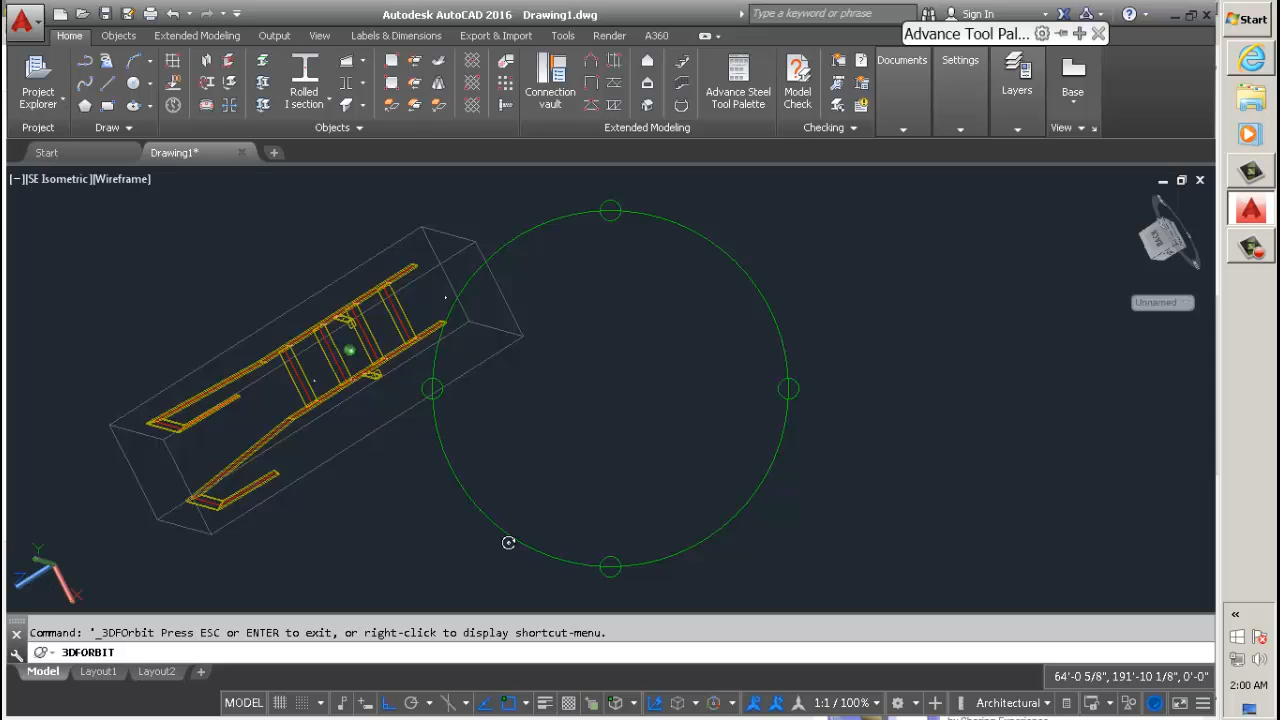 Autodesk AutoCAD 2016 Drawing1.dwg
Type a keyword or phrase
Sign In
Start
Advance Tool Pal...
Home
Objects
Extended Modeling
Output
View
Labels & Dimensions
Export & Import
Tools
Render
A360
Project
Explorer
Rolled
I section
Connection
vault
Advance Steel
Tool Palette
Model
Check
Documents
Settings
Layers
Base
Project
Draw
Objects
Extended Modeling
Checking
View
Start
Drawing1*
[−][SE Isometric][Wireframe]
BACK
Unnamed
Y
Z
X
Command: '_3DFOrbit Press ESC or ENTER to exit, or right-click to display shortcut-menu.
3DFORBIT
Model
Layout1
Layout2
64'-0 5/8", 191'-10 1/8", 0'-0"
MODEL
1:1 / 100%
Architectural
2:00 AM
by Sharing Experience